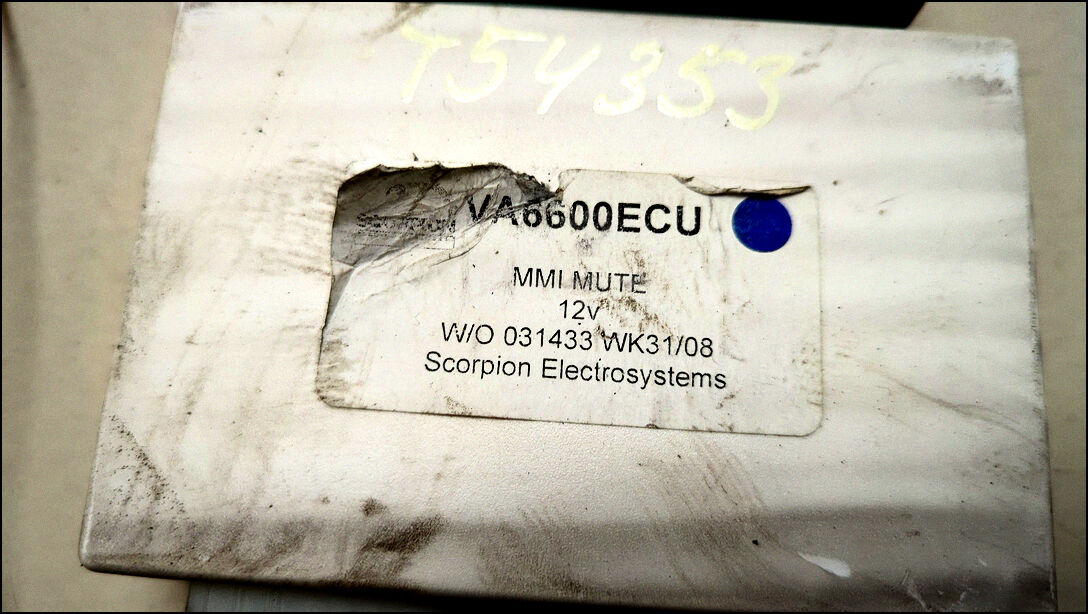 T54353
VA6600ECU
MMI MUTE
12v
W/O 031433 WK31/08
Scorpion Electrosystems